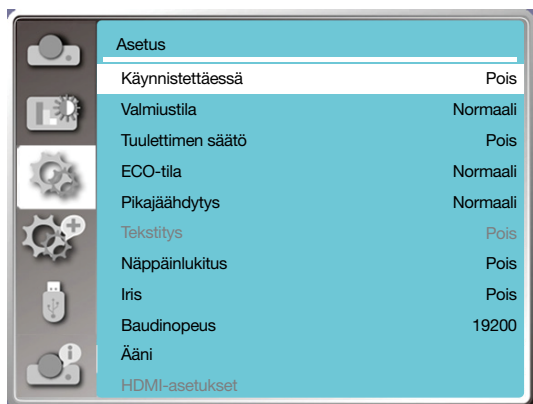 Asetus
Käynnistettäessä Pois
Valmiustila Normaali
Tuulettimen säätö Pois
ECO-tila Normaali
Pikajäähdytys Normaali
Tekstitys Pois
Näppäinlukitus Pois
Iris Pois
Baudinopeus 19200
Ääni
HDMI-asetukset